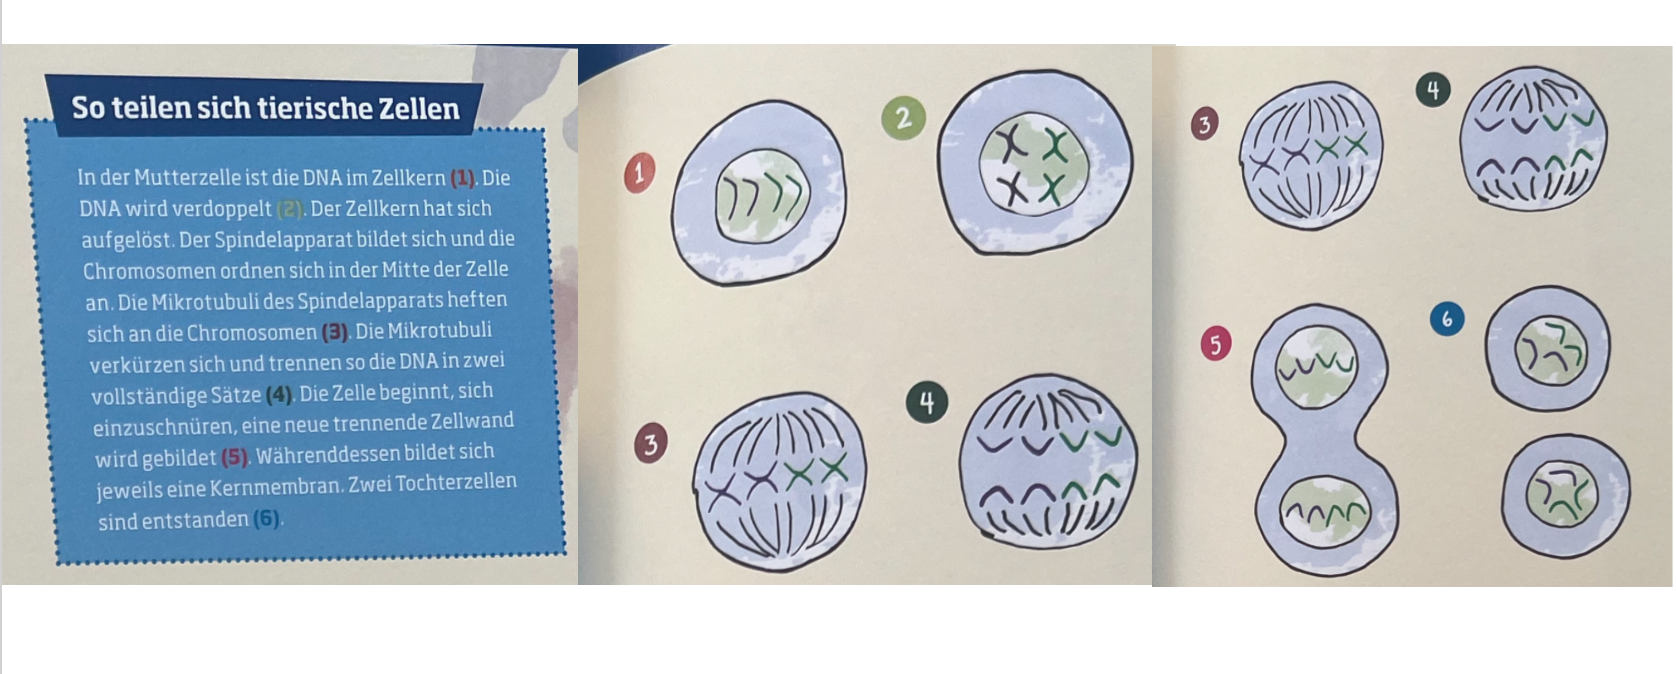 So teilen sich tierische Zellen
In der Mutterzelle ist die DNA im Zellkern (1). Die
DNA wird verdoppelt (2). Der Zellkern hat sich
aufgelöst. Der Spindelapparat bildet sich und die
Chromosomen ordnen sich in der Mitte der Zelle
an. Die Mikrotubuli des Spindelapparats heften
sich an die Chromosomen (3). Die Mikrotubuli
verkürzen sich und trennen so die DNA in zwei
vollständige Sätze (4). Die Zelle beginnt, sich
einzuschnüren, eine neue trennende Zellwand
wird gebildet (5). Währenddessen bildet sich
jeweils eine Kernmembran. Zwei Tochterzellen
sind entstanden (6).
1
2
3
4
3
4
5
6